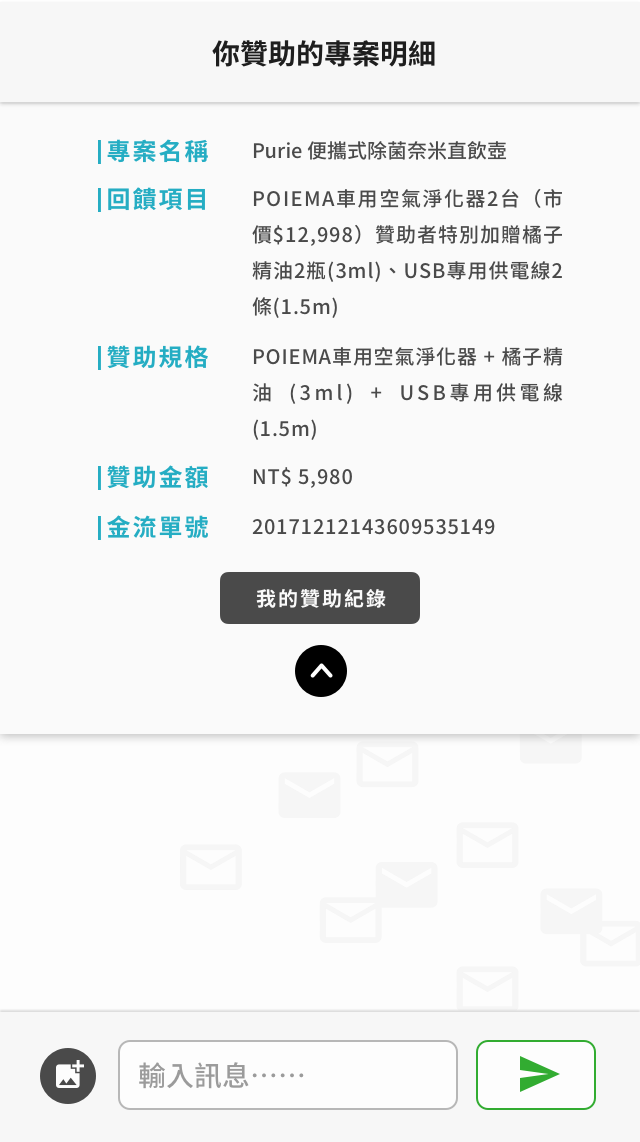 你贊助的專案明細
專案名稱
Purie 便攜式除菌奈米直飲壺
回饋項目
POIEMA車用空氣淨化器2台（市
價$12,998）贊助者特別加贈橘子
精油2瓶(3ml)、USB專用供電線2
條(1.5m)
贊助規格
POIEMA車用空氣淨化器 + 橘子精
油 (3ml) + USB專用供電線
(1.5m)
贊助金額
NT$ 5,980
金流單號
20171212143609535149
我的贊助紀錄
輸入訊息⋯⋯